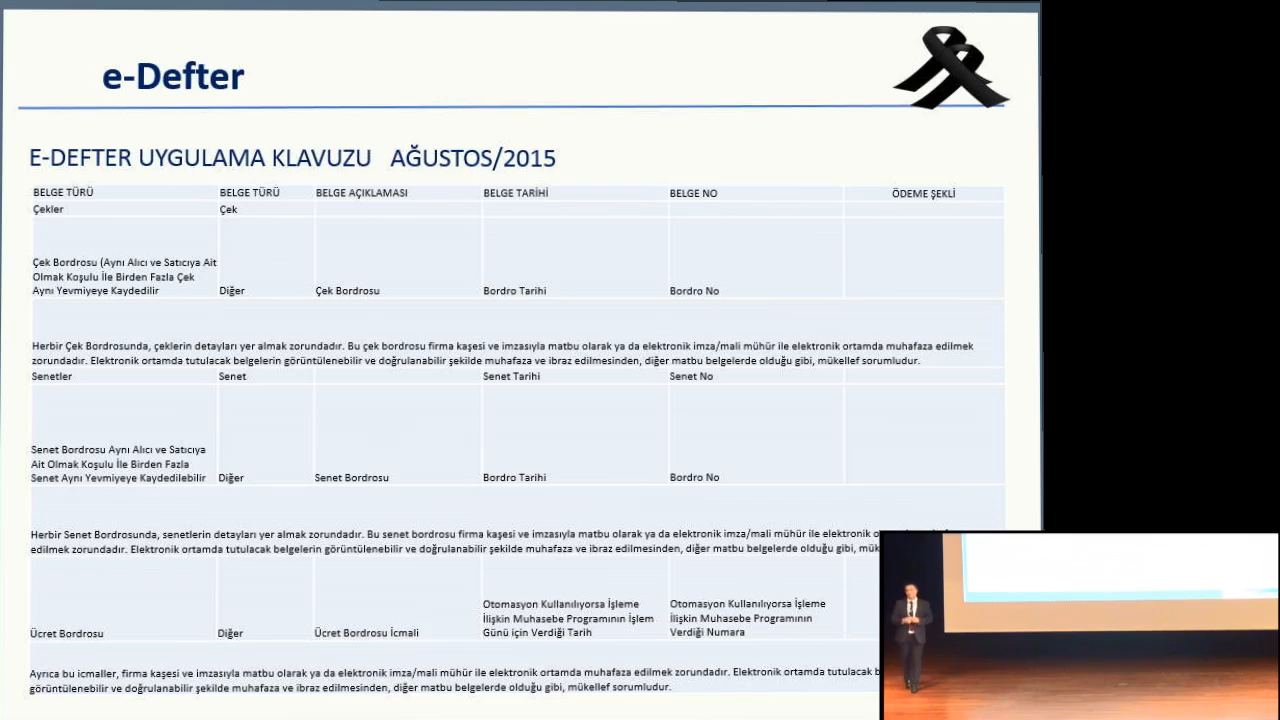 e-Defter
E-DEFTER UYGULAMA KLAVUZU AĞUSTOS/2015
BELGE TÜRÜ BELGE TÜRÜ BELGE AÇIKLAMASI BELGE TARİHİ BELGE NO ÖDEME ŞEKLİ
Çekler Çek
Çek Bordrosu (Aynı Alıcı ve Satıcıya Ait
Olmak Koşulu İle Birden Fazla Çek
Aynı Yevmiyeye Kaydedilir Diğer Çek Bordrosu Bordro Tarihi Bordro No
Herbir Çek Bordrosunda, çeklerin detayları yer almak zorundadır. Bu çek bordrosu firma kaşesi ve imzasıyla matbu olarak ya da elektronik imza/mali mühür ile elektronik ortamda muhafaza edilmek
zorundadır. Elektronik ortamda tutulacak belgelerin görüntülenebilir ve doğrulanabilir şekilde muhafaza ve ibraz edilmesinden, diğer matbu belgelerde olduğu gibi, mükellef sorumludur.
Senetler Senet Senet Tarihi Senet No
Senet Bordrosu Aynı Alıcı ve Satıcıya
Ait Olmak Koşulu İle Birden Fazla
Senet Aynı Yevmiyeye Kaydedilebilir Diğer Senet Bordrosu Bordro Tarihi Bordro No
Herbir Senet Bordrosunda, senetlerin detayları yer almak zorundadır. Bu senet bordrosu firma kaşesi ve imzasıyla matbu olarak ya da elektronik imza/mali mühür ile elektronik
edilmek zorundadır. Elektronik ortamda tutulacak belgelerin görüntülenebilir ve doğrulanabilir şekilde muhafaza ve ibraz edilmesinden, diğer matbu belgelerde olduğu gibi,
Otomasyon Kullanılıyorsa İşleme Otomasyon Kullanılıyorsa İşleme
İlişkin Muhasebe Programının İşlem İlişkin Muhasebe Programının
Ücret Bordrosu Diğer Ücret Bordrosu İcmali Günü için Verdiği Tarih Verdiği Numara
Ayrıca bu icmaller, firma kaşesi ve imzasıyla matbu olarak ya da elektronik imza/mali mühür ile elektronik ortamda muhafaza edilmek zorundadır. Elektronik ortamda tutulacak
görüntülenebilir ve doğrulanabilir şekilde muhafaza ve ibraz edilmesinden, diğer matbu belgelerde olduğu gibi, mükellef sorumludur.